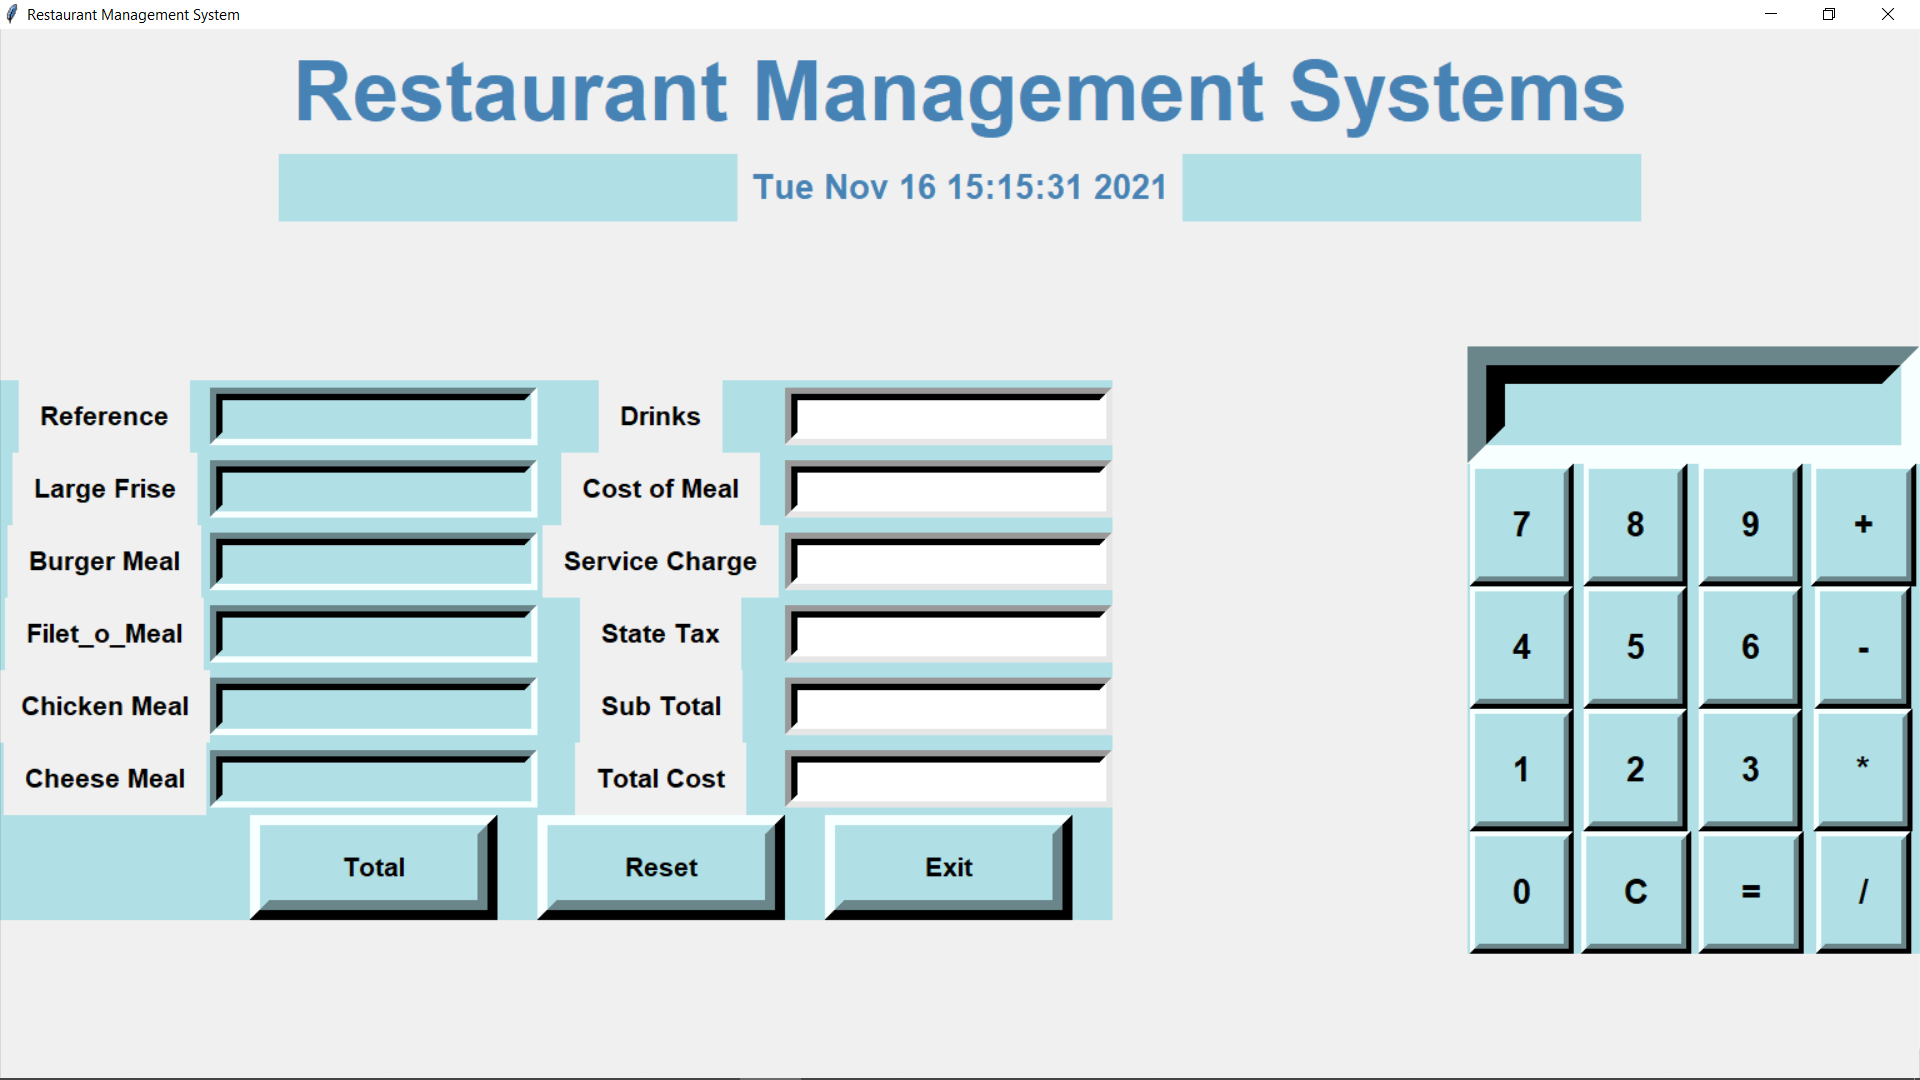 Restaurant Management System
Restaurant Management Systems
Tue Nov 16 15:15:31 2021
Reference Drinks
Large Frise Cost of Meal
Burger Meal Service Charge
Filet_o_Meal State Tax
Chicken Meal Sub Total
Cheese Meal Total Cost
Total Reset Exit
7 8 9 +
4 5 6 -
1 2 3 *
0 C = /